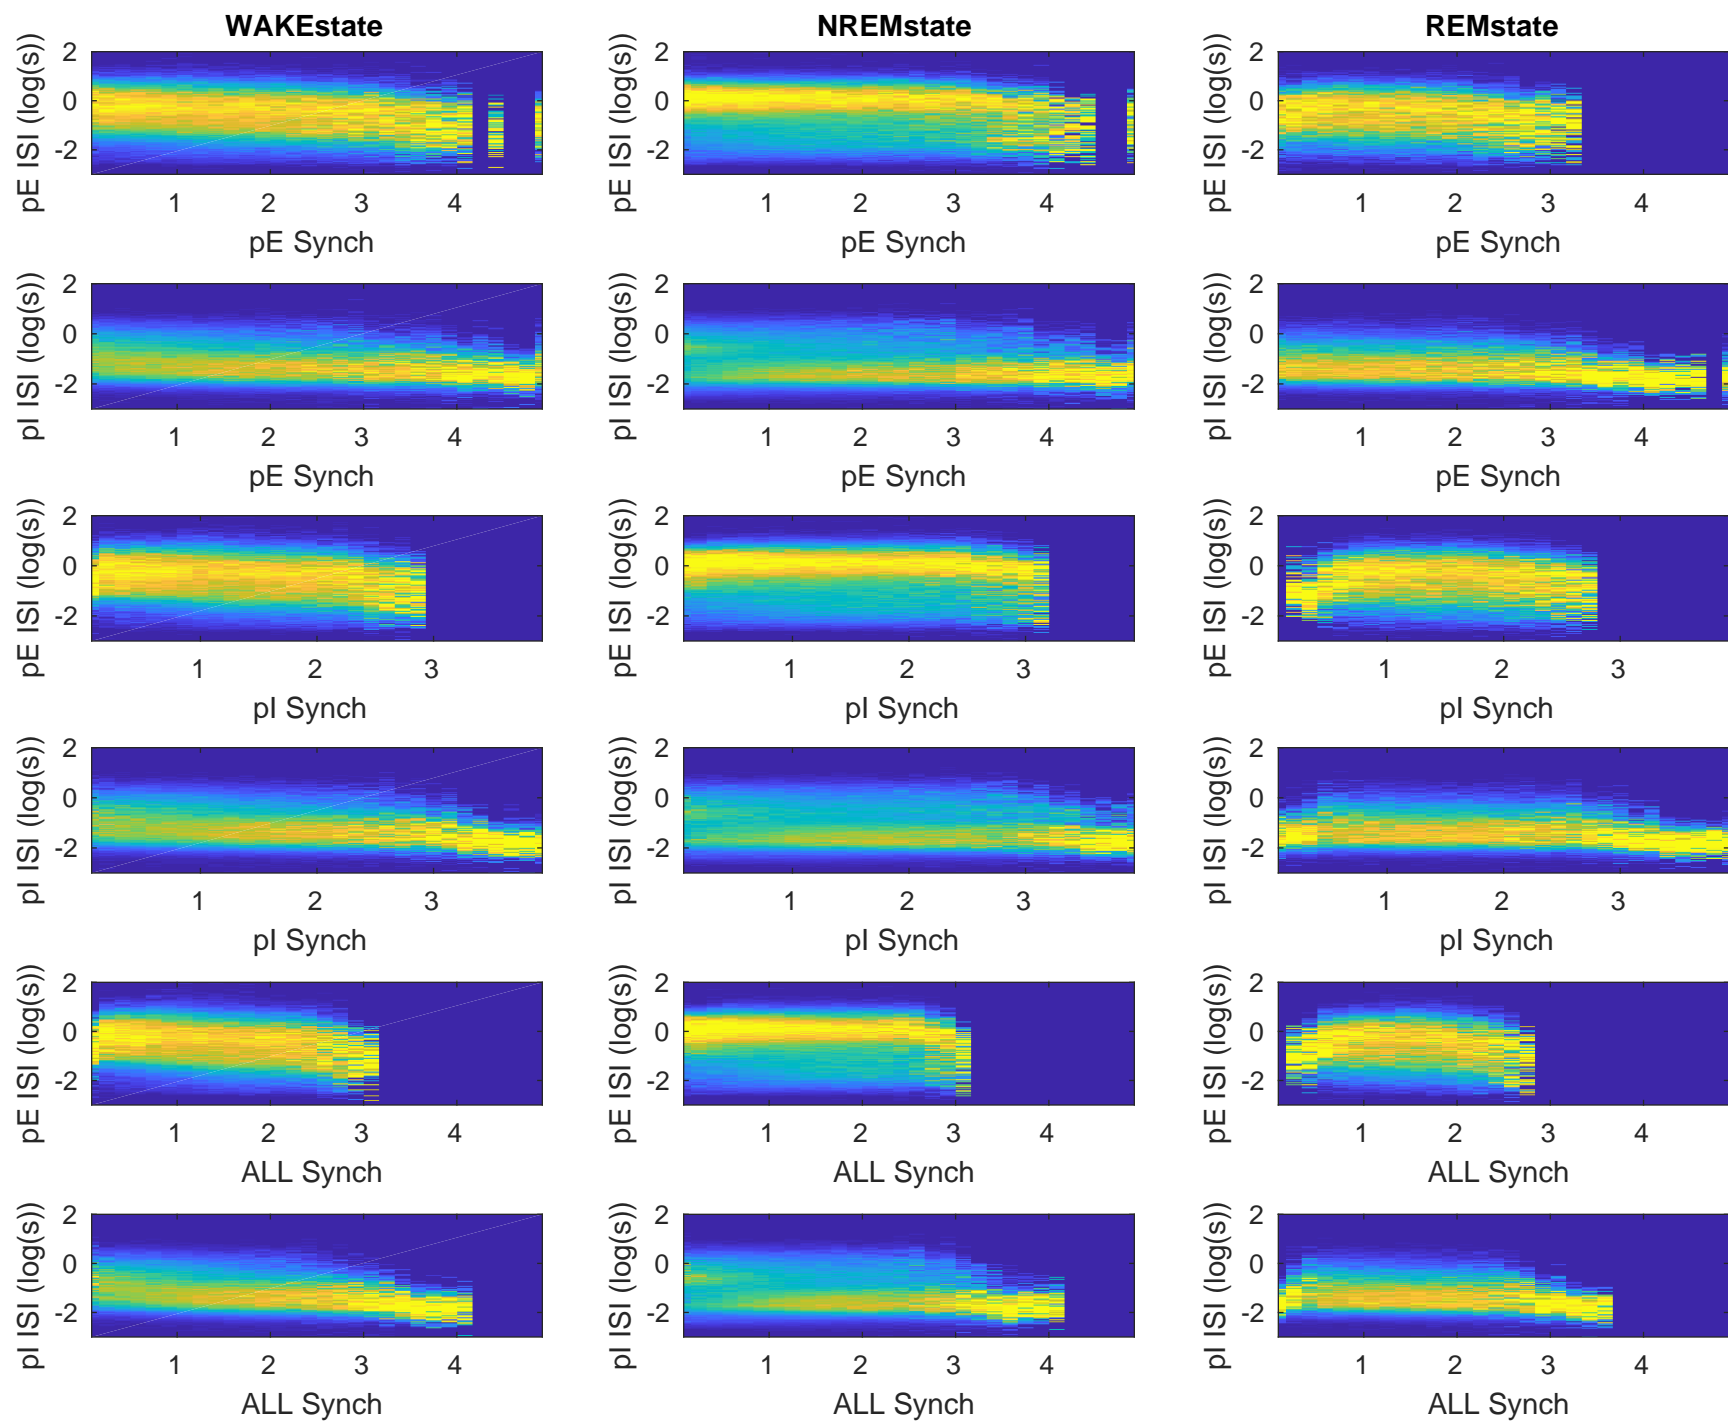 WAKEstate NREMstate REMstate
2 2 2
pE ISI (log(s)) 0 pE ISI (log(s)) 0 pE ISI (log(s)) 0
-2 -2 -2
1 2 3 4 1 2 3 4 1 2 3 4
pE Synch pE Synch pE Synch
2 2 2
pI ISI (log(s)) 0 pI ISI (log(s)) 0 pI ISI (log(s)) 0
-2 -2 -2
1 2 3 4 1 2 3 4 1 2 3 4
pE Synch pE Synch pE Synch
2 2 2
pE ISI (log(s)) 0 pE ISI (log(s)) 0 pE ISI (log(s)) 0
-2 -2 -2
1 2 3 1 2 3 1 2 3
pI Synch pI Synch pI Synch
2 2 2
pI ISI (log(s)) 0 pI ISI (log(s)) 0 pI ISI (log(s)) 0
-2 -2 -2
1 2 3 1 2 3 1 2 3
pI Synch pI Synch pI Synch
2 2 2
pE ISI (log(s)) 0 pE ISI (log(s)) 0 pE ISI (log(s)) 0
-2 -2 -2
1 2 3 4 1 2 3 4 1 2 3 4
ALL Synch ALL Synch ALL Synch
2 2 2
pI ISI (log(s)) 0 pI ISI (log(s)) 0 pI ISI (log(s)) 0
-2 -2 -2
1 2 3 4 1 2 3 4 1 2 3 4
ALL Synch ALL Synch ALL Synch